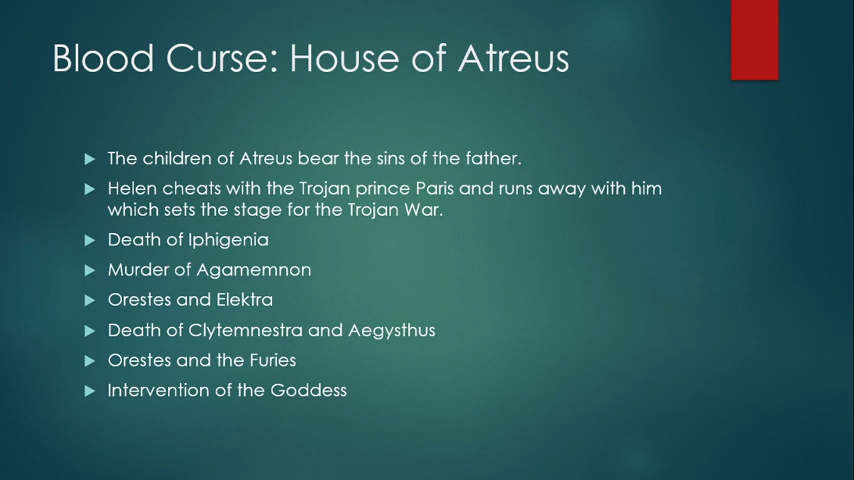 Blood Curse: House of Atreus
The children of Atreus bear the sins of the father.
Helen cheats with the Trojan prince Paris and runs away with him
which sets the stage for the Trojan War.
Death of Iphigenia
Murder of Agamemnon
Orestes and Elektra
Death of Clytemnestra and Aegysthus
Orestes and the Furies
Intervention of the Goddess